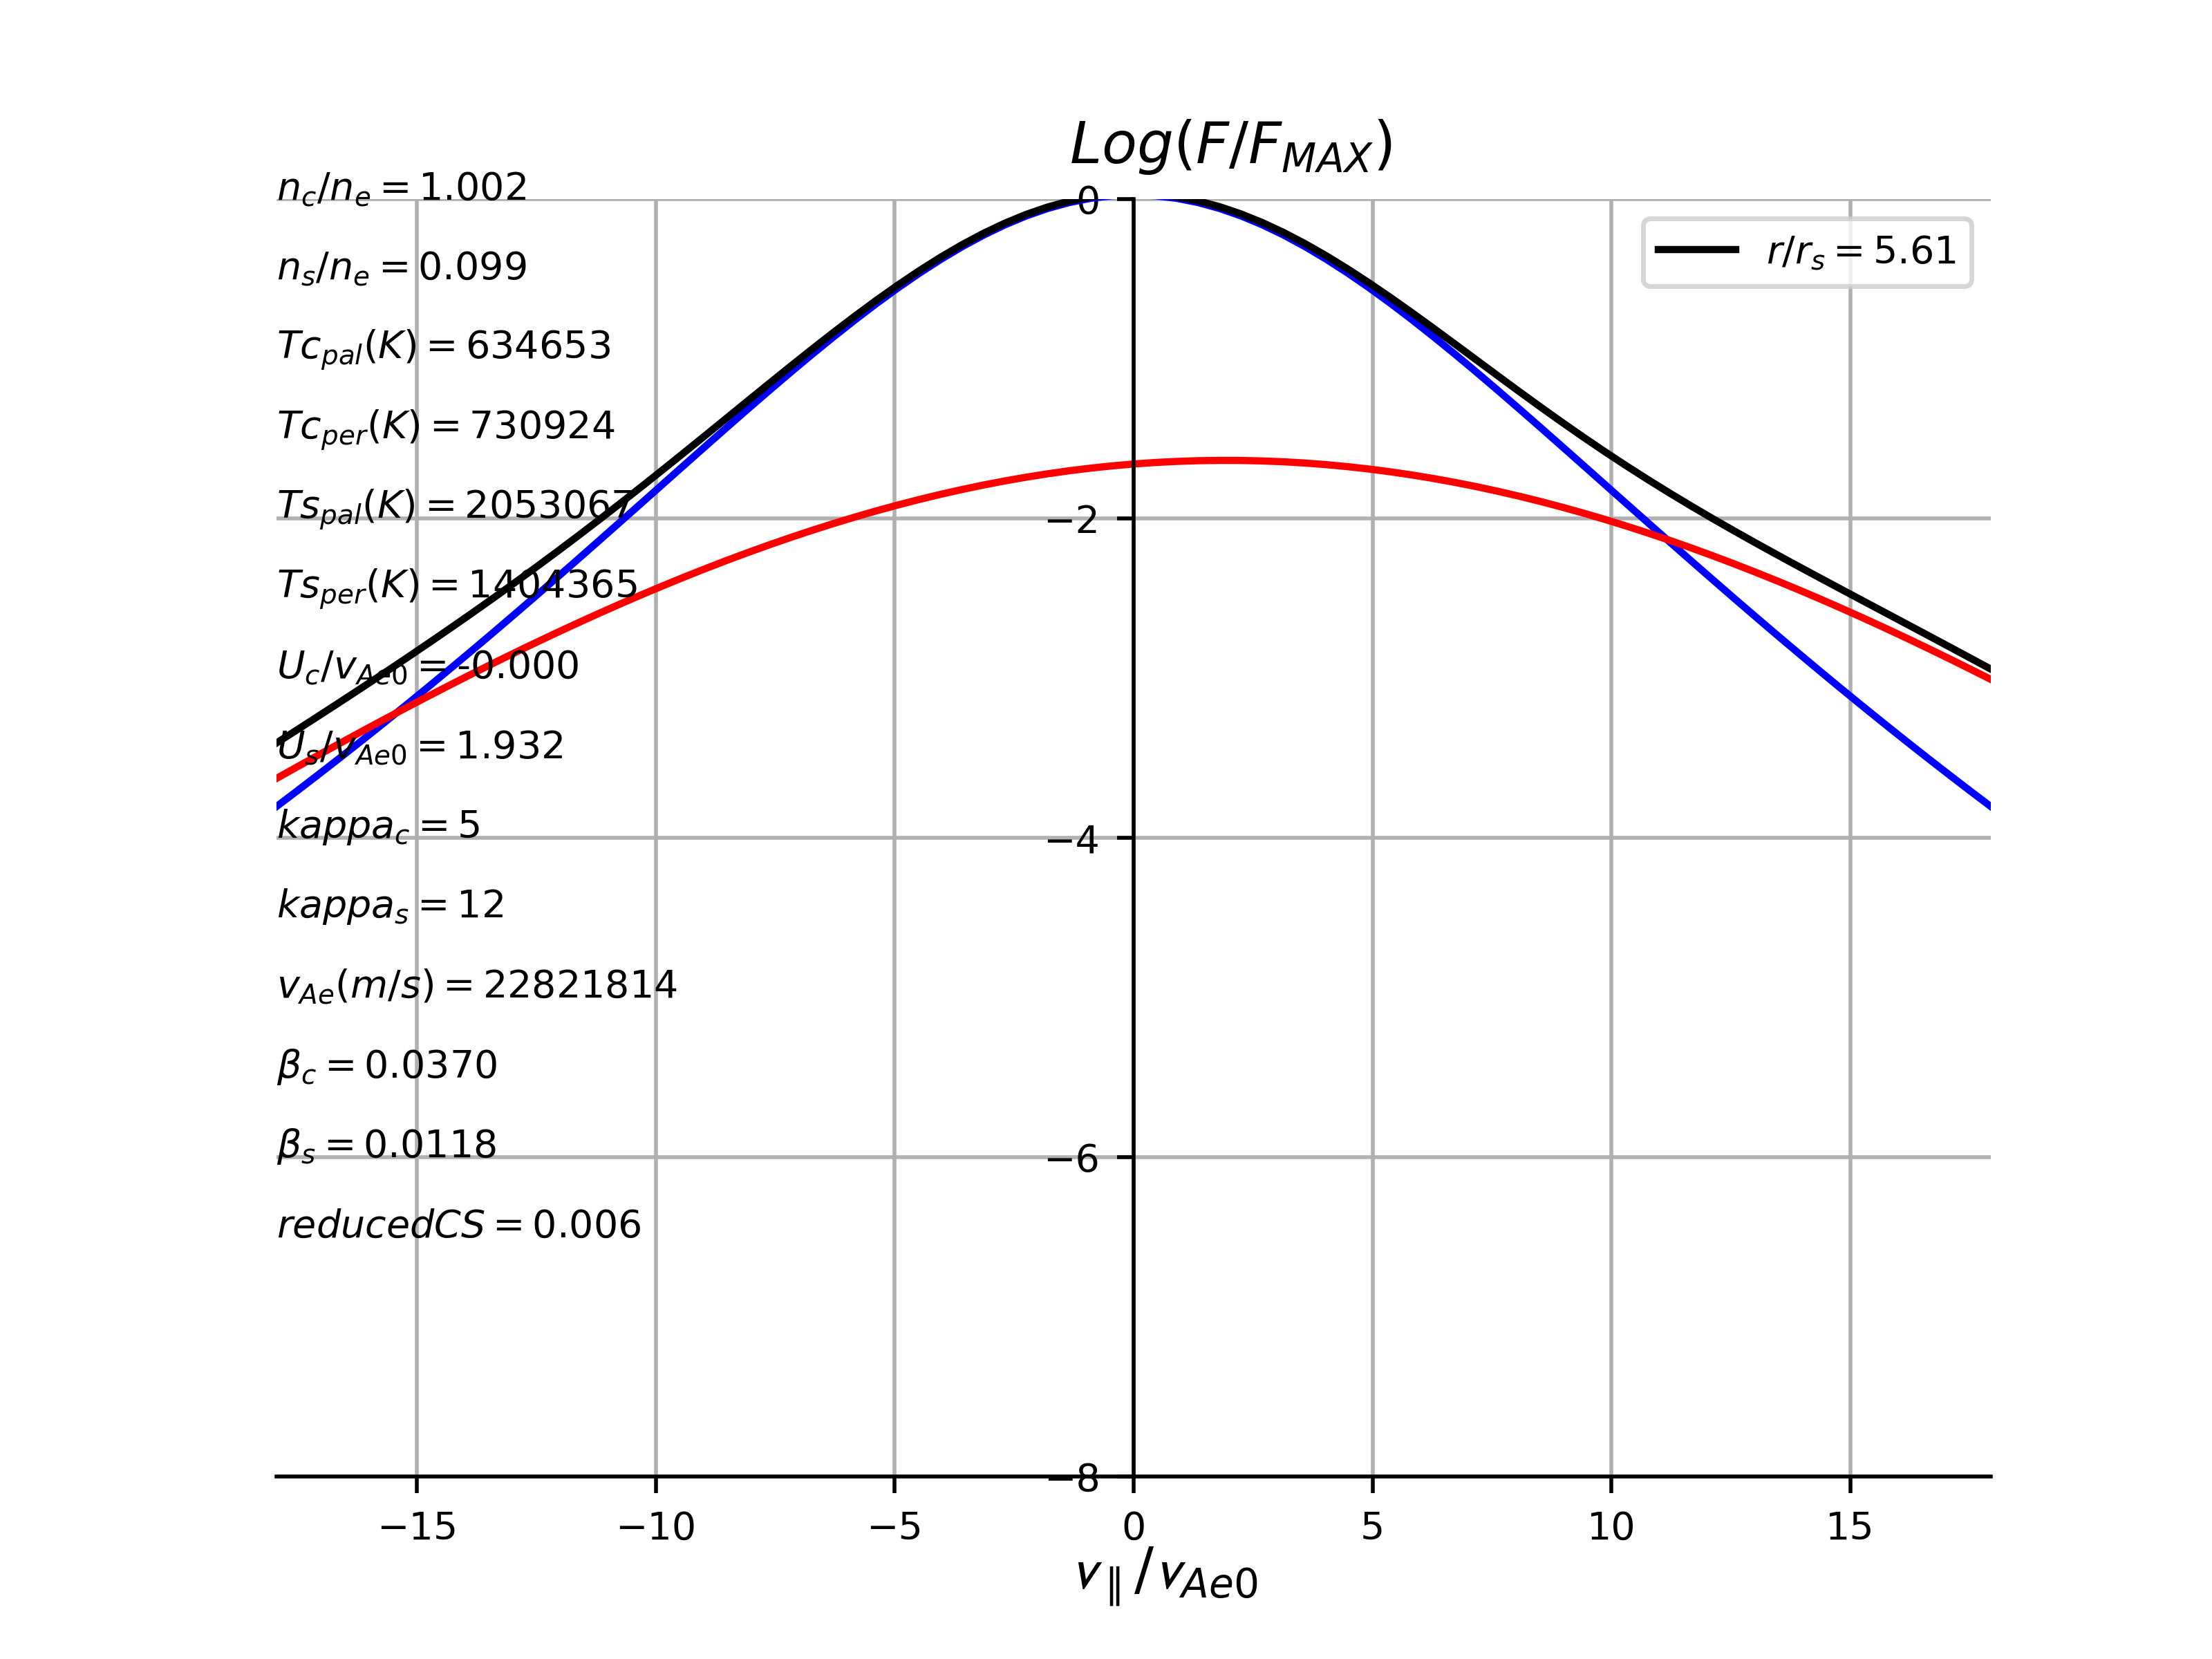 Log(F/F_MAX)
n_c/n_e = 1.002
0
r/r_s = 5.61
n_s/n_e = 0.099
Tc_pal(K) = 634653
Tc_per(K) = 730924
Ts_pal(K) = 2053067
−2
Ts_per(K) = 1404365
U_c/v_Ae0 = -0.000
U_s/v_Ae0 = 1.932
kappa_c = 5
−4
kappa_s = 12
v_Ae(m/s) = 22821814
β_c = 0.0370
β_s = 0.0118
−6
reducedCS = 0.006
−8
−15 −10 −5 0 5 10 15
v_∥/v_Ae0